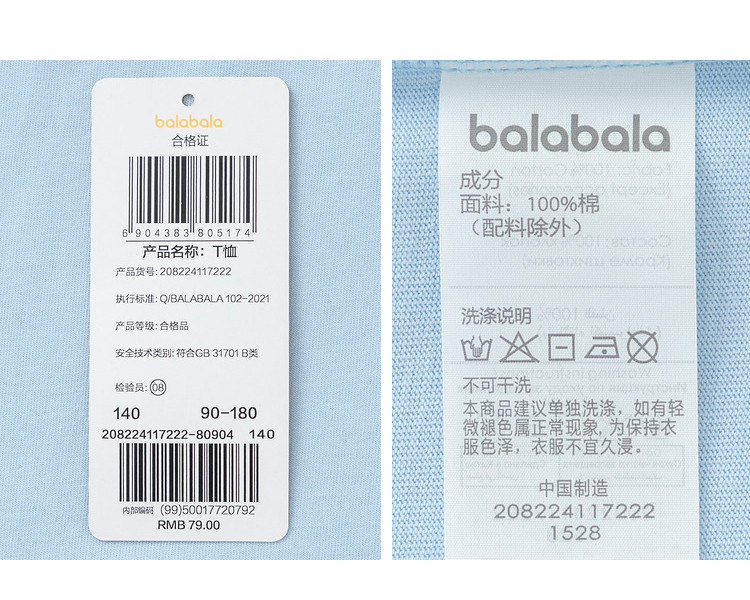 balabala
合格证
6 904383 805174
产品名称：T恤
产品货号：208224117222
执行标准：Q/BALABALA 102-2021
产品等级：合格品
安全技术类别：符合GB 31701 B类
检验员：08
140 90-180
208224117222-80904 140
内部编码 (99)50017720792
RMB 79.00
balabala
成分
面料：100%棉
（配料除外）
洗涤说明
不可干洗
本商品建议单独洗涤，如有轻
微褪色属正常现象，为保持衣
服色泽，衣服不宜久浸。
中国制造
208224117222
1528